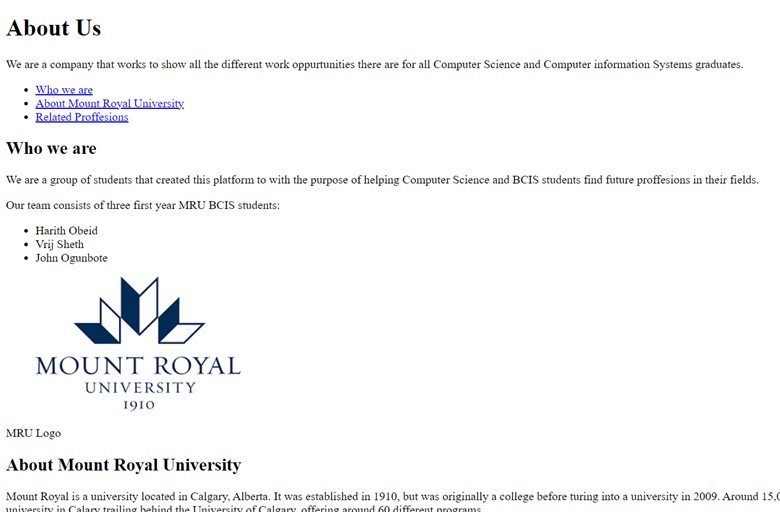 About Us
We are a company that works to show all the different work oppurtunities there are for all Computer Science and Computer information Systems graduates.
Who we are
About Mount Royal University
Related Proffesions
Who we are
We are a group of students that created this platform to with the purpose of helping Computer Science and BCIS students find future proffesions in their fields.
Our team consists of three first year MRU BCIS students:
Harith Obeid
Vrij Sheth
John Ogunbote
MOUNT ROYAL
UNIVERSITY
1910
MRU Logo
About Mount Royal University
Mount Royal is a university located in Calgary, Alberta. It was established in 1910, but was originally a college before turing into a university in 2009. Around
university in Calary trailing behind the University of Calgary, offering around 60 different programs.